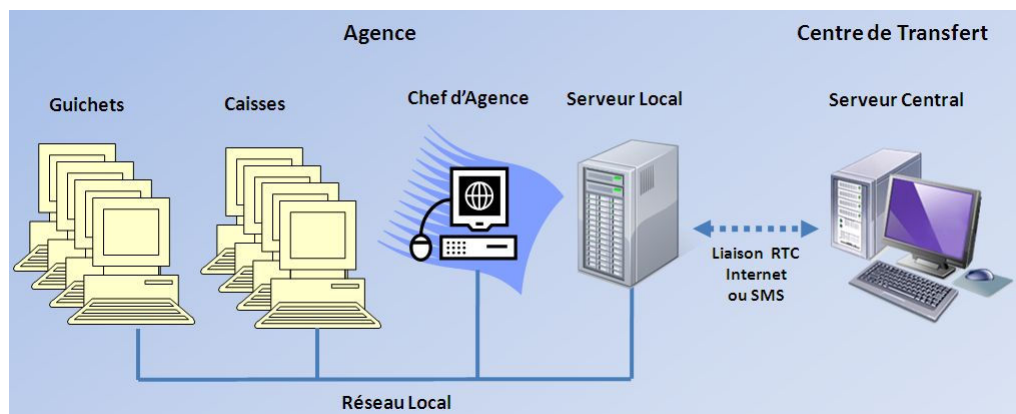 Agence
Centre de Transfert
Guichets
Caisses
Chef d'Agence
Serveur Local
Serveur Central
Liaison RTC
Internet
ou SMS
Réseau Local